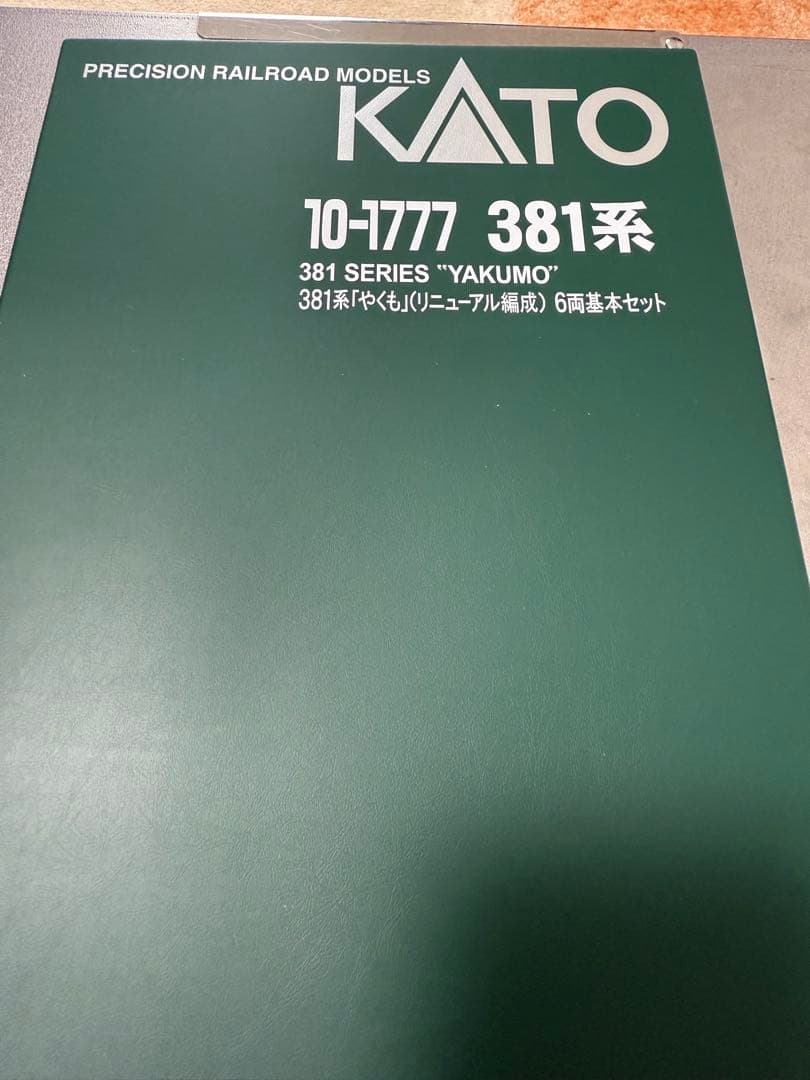 PRECISION RAILROAD MODELS
KATO
10-1777 381系
381 SERIES "YAKUMO"
381系「やくも」(リニューアル編成) 6両基本セット